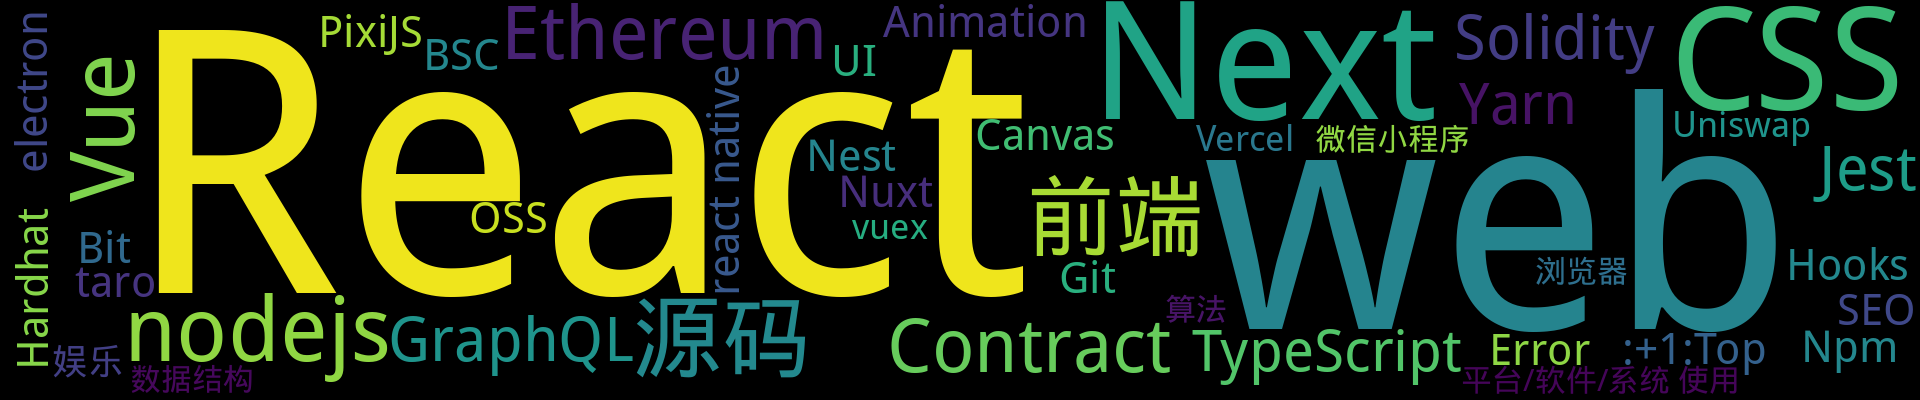 electron
Vue
React
PixiJS
BSC
Ethereum
UI
Animation
Next
Solidity
CSS
Yarn
Uniswap
Jest
react native
Nest
Nuxt
vuex
Canvas
Vercel
微信小程序
web
前端
OSS
Git
Hardhat
Bit
taro
浏览器
Hooks
SEO
nodejs
GraphQL
源码
Contract
算法
TypeScript
Error
:+1:Top
Npm
娱乐
数据结构
平台/软件/系统 使用